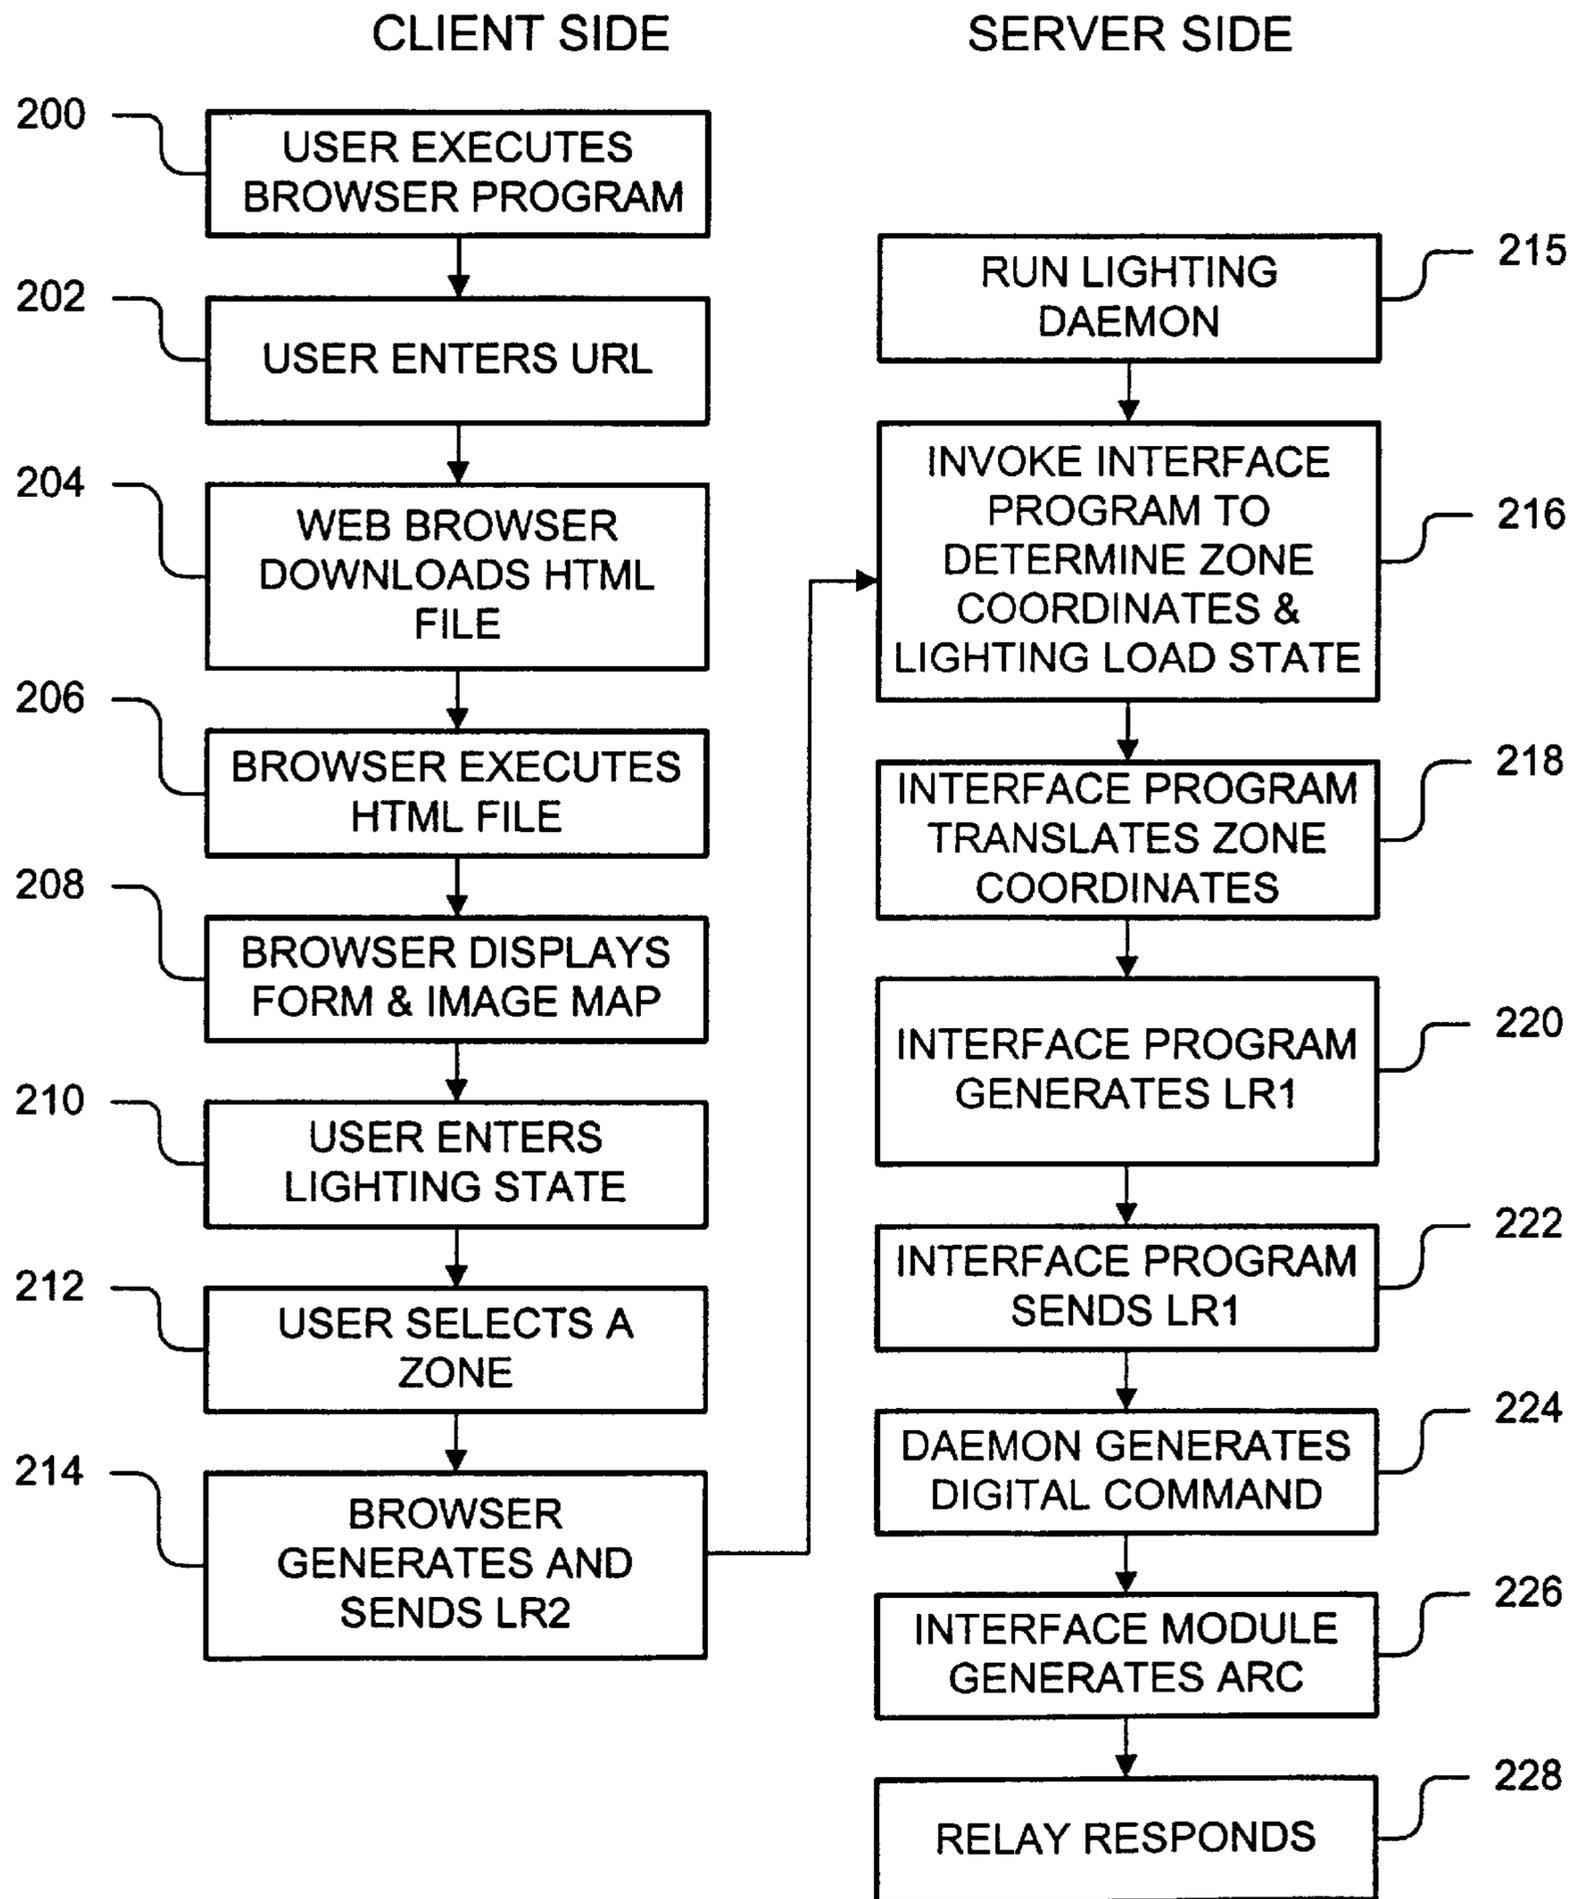 CLIENT SIDE
200
USER EXECUTES
BROWSER PROGRAM
202
USER ENTERS URL
204
WEB BROWSER
DOWNLOADS HTML
FILE
206
BROWSER EXECUTES
HTML FILE
208
BROWSER DISPLAYS
FORM & IMAGE MAP
210
USER ENTERS
LIGHTING STATE
212
USER SELECTS A
ZONE
214
BROWSER
GENERATES AND
SENDS LR2
SERVER SIDE
215
RUN LIGHTING
DAEMON
216
INVOKE INTERFACE
PROGRAM TO
DETERMINE ZONE
COORDINATES &
LIGHTING LOAD STATE
218
INTERFACE PROGRAM
TRANSLATES ZONE
COORDINATES
220
INTERFACE PROGRAM
GENERATES LR1
222
INTERFACE PROGRAM
SENDS LR1
224
DAEMON GENERATES
DIGITAL COMMAND
226
INTERFACE MODULE
GENERATES ARC
228
RELAY RESPONDS